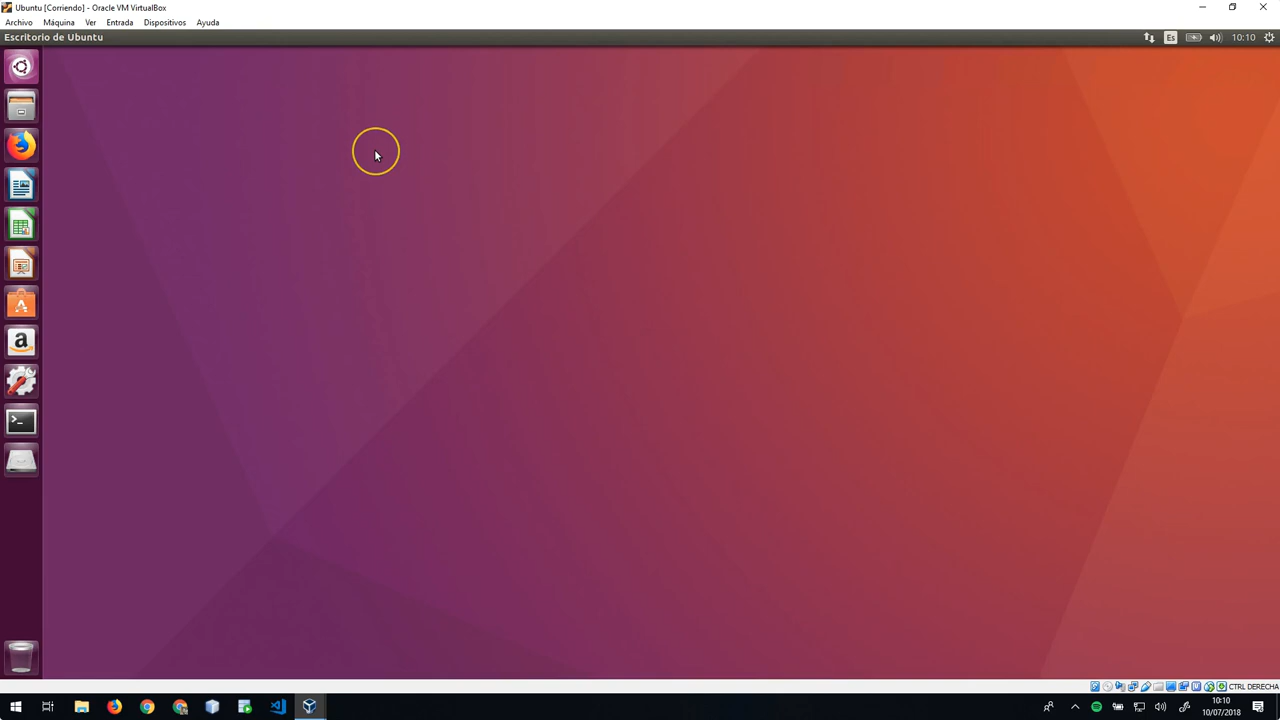 Ubuntu [Corriendo] - Oracle VM VirtualBox
Archivo Máquina Ver Entrada Dispositivos Ayuda
Escritorio de Ubuntu Es 10:10
CTRL DERECHA
10:10
10/07/2018